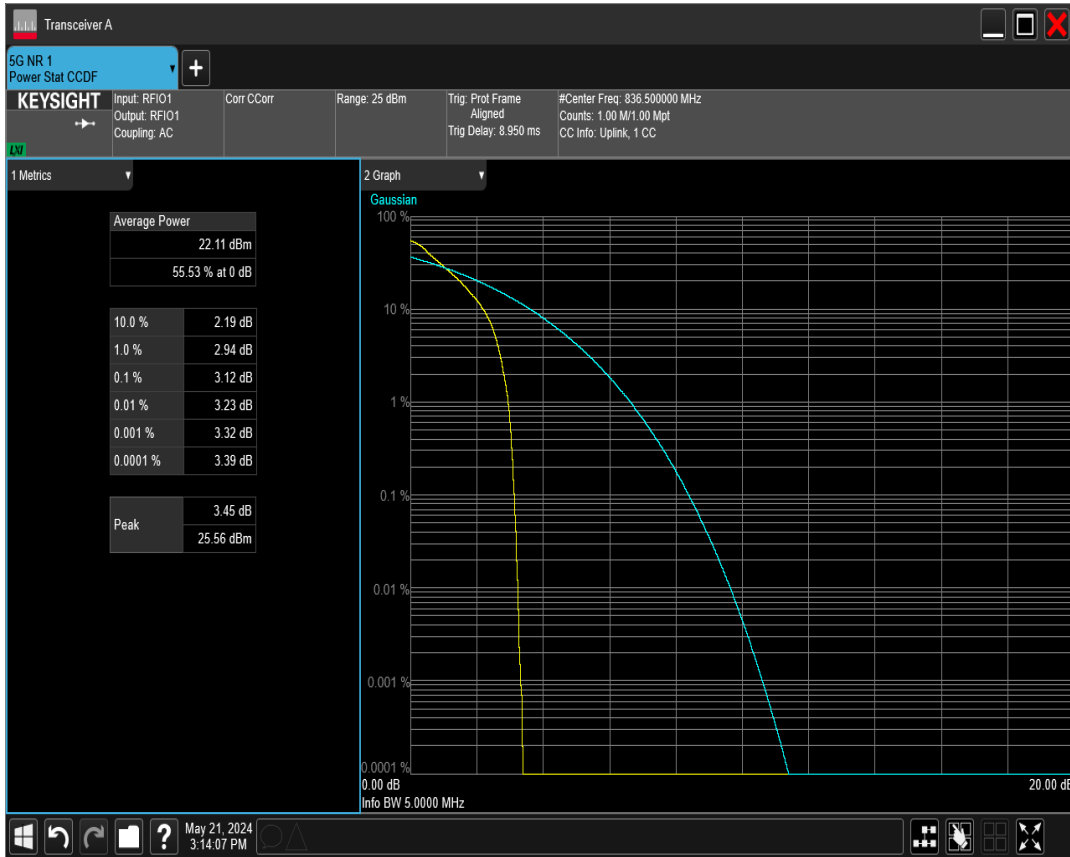 Transceiver A
5G NR 1
Power Stat CCDF
KEYSIGHT
LXI
Input: RFIO1
Output: RFIO1
Coupling: AC
Corr CCorr
Range: 25 dBm
Trig: Prot Frame
Aligned
Trig Delay: 8.950 ms
#Center Freq: 836.500000 MHz
Counts: 1.00 M/1.00 Mpt
CC Info: Uplink, 1 CC
1 Metrics
Average Power
22.11 dBm
55.53 % at 0 dB
10.0 % 2.19 dB
1.0 % 2.94 dB
0.1 % 3.12 dB
0.01 % 3.23 dB
0.001 % 3.32 dB
0.0001 % 3.39 dB
Peak
3.45 dB
25.56 dBm
2 Graph
Gaussian
100 %
10 %
1 %
0.1 %
0.01 %
0.001 %
0.0001 %
0.00 dB 20.00 dB
Info BW 5.0000 MHz
?
May 21, 2024
3:14:07 PM